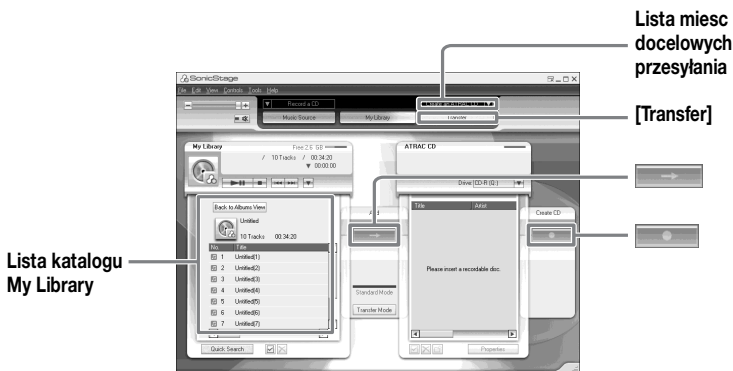 Lista miesc
docelowych
przesyłania
[Transfer]
Lista katalogu
My Library
SonicStage
File Edit View Controls Tools Help
Record a CD
Music Source
My Library
Transfer
My Library
Free 2.6 GB
/ 10 Tracks / 00:34:20
00:00:00
Back to Albums View
Untitled
10 Tracks 00:34:20
No. Title
1 Untitled(1)
2 Untitled(2)
3 Untitled(3)
4 Untitled(4)
5 Untitled(5)
6 Untitled(6)
7 Untitled(7)
Quick Search
Add
Standard Mode
Transfer Mode
ATRAC CD
Drive: CD-R (Q:)
Title Artist
Please insert a recordable disc.
Properties
Create CD